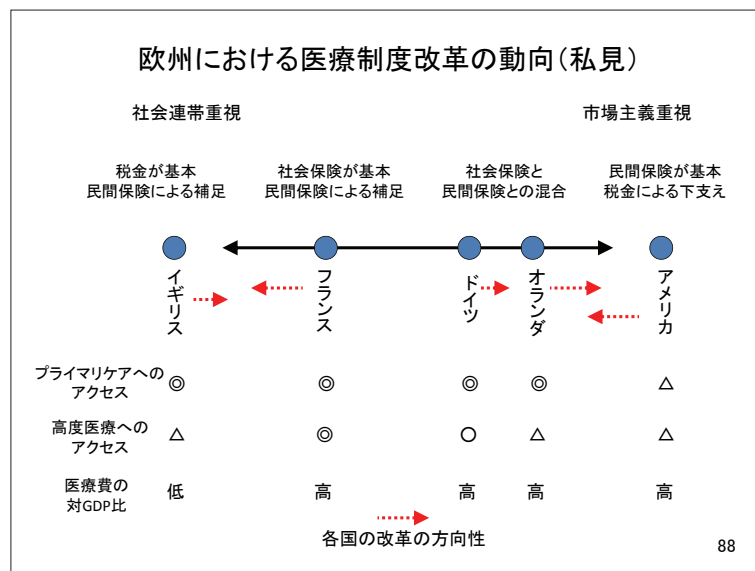 欧州における医療制度改革の動向(私見)
社会連帯重視
市場主義重視
税金が基本
民間保険による補足
社会保険が基本
民間保険による補足
社会保険と
民間保険との混合
民間保険が基本
税金による下支え
イギリス
フランス
ドイツ
オランダ
アメリカ
プライマリケアへの
アクセス
◎ ◎ ◎ ◎ △
高度医療への
アクセス
△ ◎ ○ △ △
医療費の
対GDP比
低 高 高 高 高
各国の改革の方向性
88